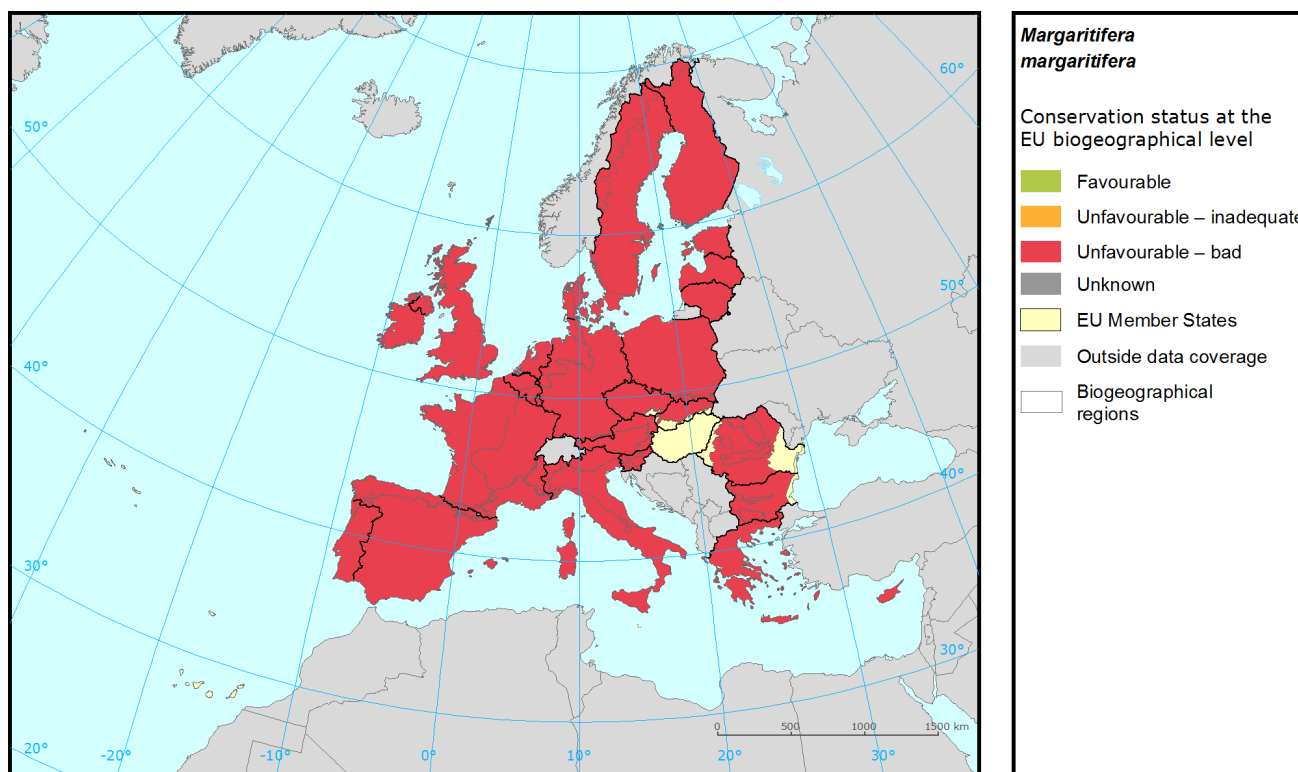 Margaritifera
margaritifera
Conservation status at the
EU biogeographical level
Favourable
Unfavourable – inadequate
Unfavourable – bad
Unknown
EU Member States
Outside data coverage
Biogeographical
regions
60°
50°
50°
40°
40°
30°
30°
20°
-20°
-10°
0°
10°
20°
30°
0 500 1000 1500 km